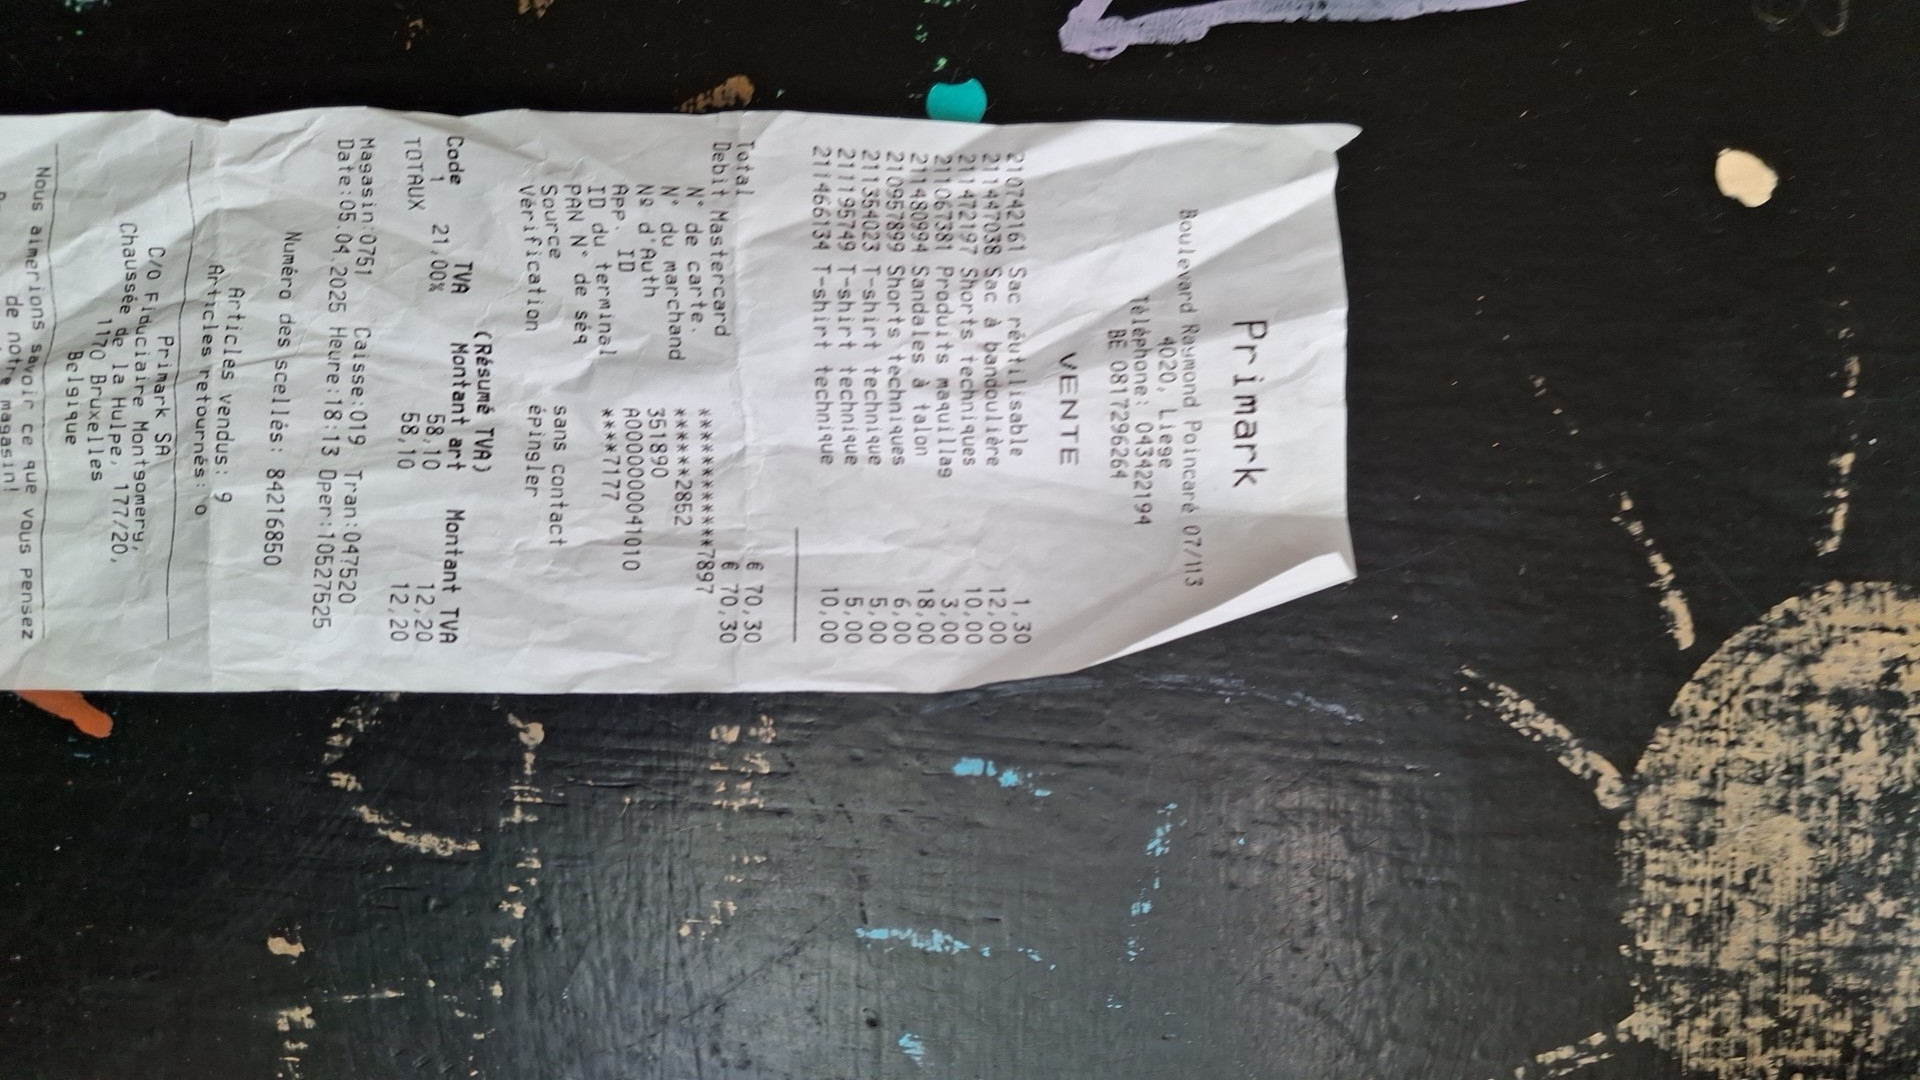 Primark
Boulevard Raymond Poincaré 07/113
4020, Liege
Téléphone: 043422194
BE 0817296264
VENTE
210742161 Sac réutilisable 1,30
211447038 Sac à bandoulière 12,00
211472197 Shorts techniques 10,00
211067381 Produits maquillag 3,00
211480994 Sandales à talon 18,00
210957899 Shorts techniques 6,00
211354023 T-shirt technique 5,00
211195749 T-shirt technique 5,00
211466134 T-shirt technique 10,00
Total € 70,30
Debit Mastercard € 70,30
N° de carte. ************7897
N° du marchand ******2852
Nº d'Auth 351890
App. ID A0000000041010
ID du terminal ****7177
PAN N° de séq
Source sans contact
Vérification épingler
(Résumé TVA)
Code TVA Montant art Montant TVA
1 21,00% 58,10 12,20
TOTAUX 58,10 12,20
Magasin:0751 Caisse:019 Tran:047520
Date:05.04.2025 Heure:18:13 Oper:10527525
Numéro des scellés: 84216850
Articles vendus: 9
Articles retournés: 0
Primark SA
C/O Fiduciaire Montgomery,
Chaussée de la Hulpe, 177/20,
1170 Bruxelles
Belgique
Nous aimerions savoir ce que vous pensez
de notre magasin!